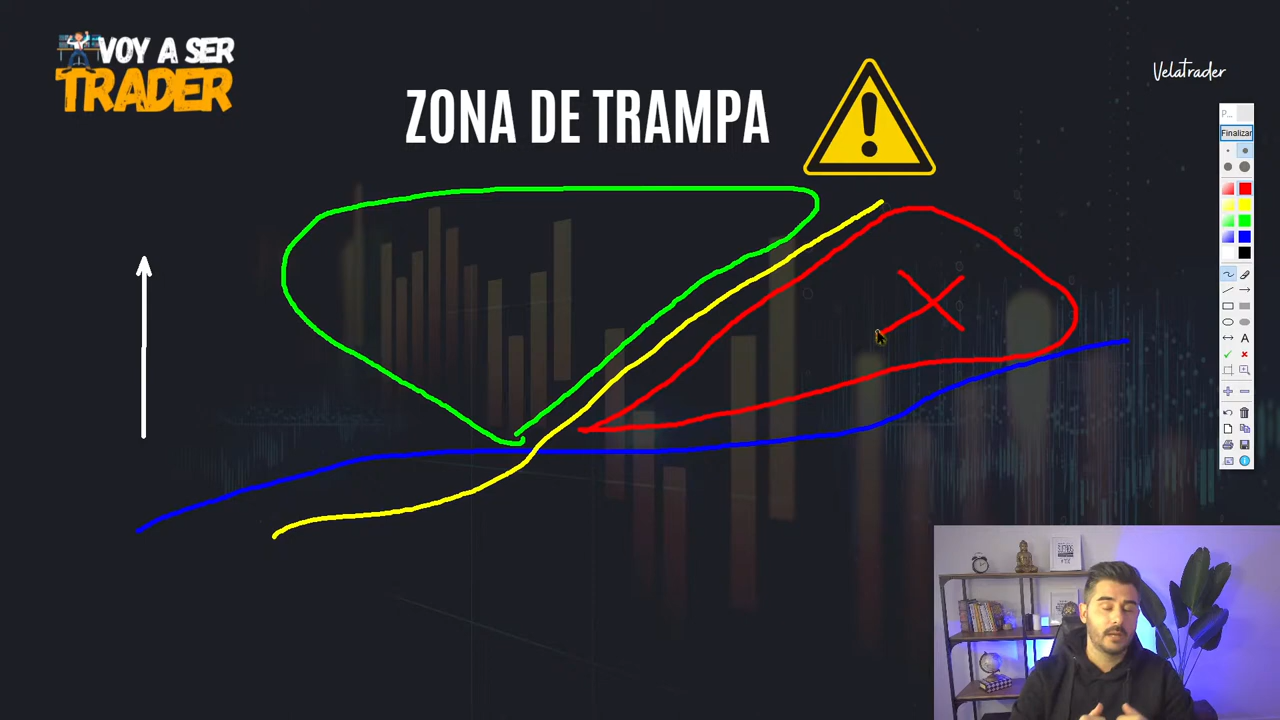 VOY A SER
TRADER
ZONA DE TRAMPA
Velatrader
P...
Finalizar
A